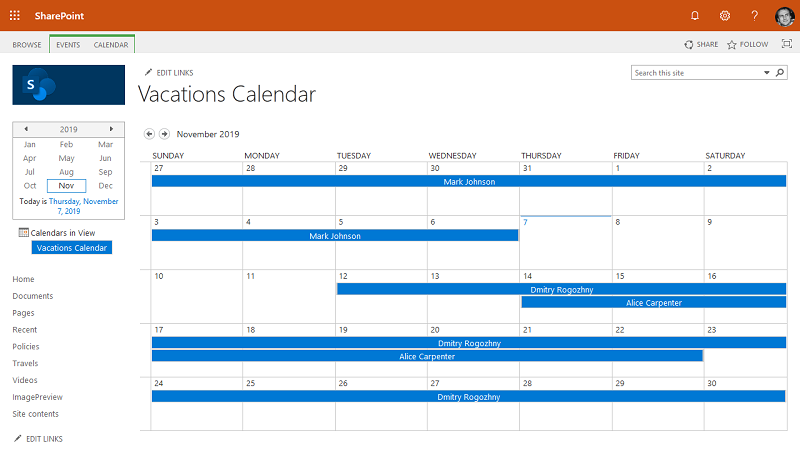 SharePoint
?
BROWSE EVENTS CALENDAR SHARE FOLLOW
S
EDIT LINKS
Search this site
Vacations Calendar
2019
Jan Feb Mar
Apr May Jun
Jul Aug Sep
Oct Nov Dec
Today is Thursday, November
7, 2019
Calendars in View
Vacations Calendar
Home
Documents
Pages
Recent
Policies
Travels
Videos
ImagePreview
Site contents
EDIT LINKS
November 2019
SUNDAY MONDAY TUESDAY WEDNESDAY THURSDAY FRIDAY SATURDAY
27 28 29 30 31 1 2
Mark Johnson
3 4 5 6 7 8 9
Mark Johnson
10 11 12 13 14 15 16
Dmitry Rogozhny
Alice Carpenter
17 18 19 20 21 22 23
Dmitry Rogozhny
Alice Carpenter
24 25 26 27 28 29 30
Dmitry Rogozhny